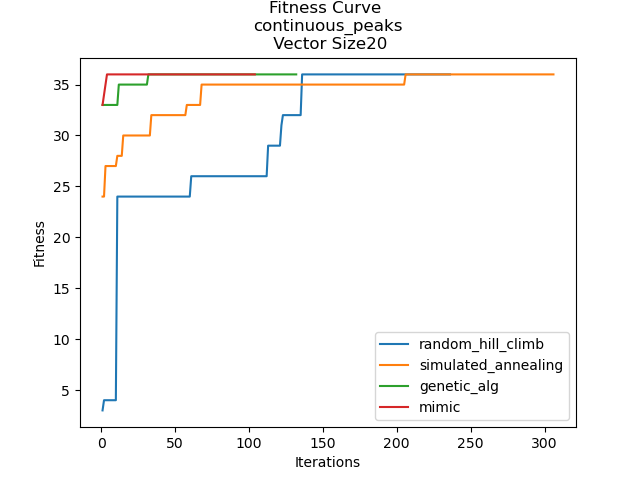 Fitness Curve
continuous_peaks
Vector Size20
Fitness
35
30
25
20
15
10
5
0
50
100
150
200
250
300
Iterations
random_hill_climb
simulated_annealing
genetic_alg
mimic